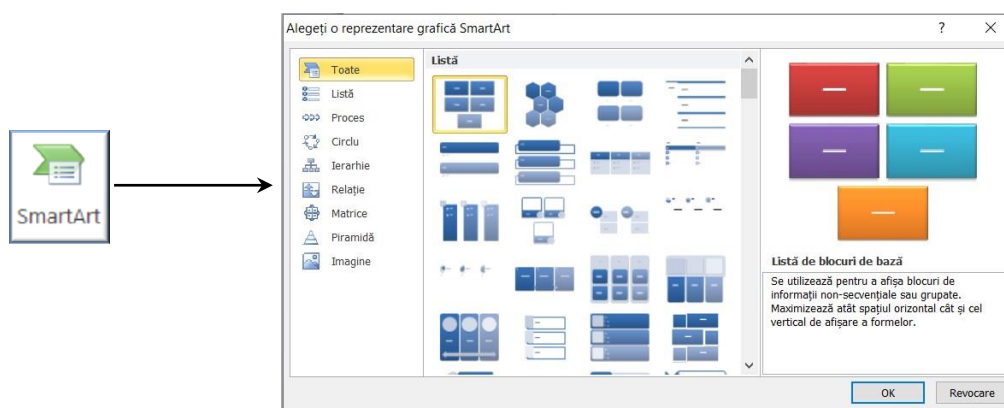 SmartArt
Alegeți o reprezentare grafică SmartArt
Toate
Listă
Proces
Circlu
Ierarhie
Relație
Matrice
Piramidă
Imagine
Listă
Listă de blocuri de bază
Se utilizează pentru a afișa blocuri de
informații non-secvențiale sau grupate.
Maximizează atât spațiul orizontal cât și cel
vertical de afișare a formelor.
OK
Revocare